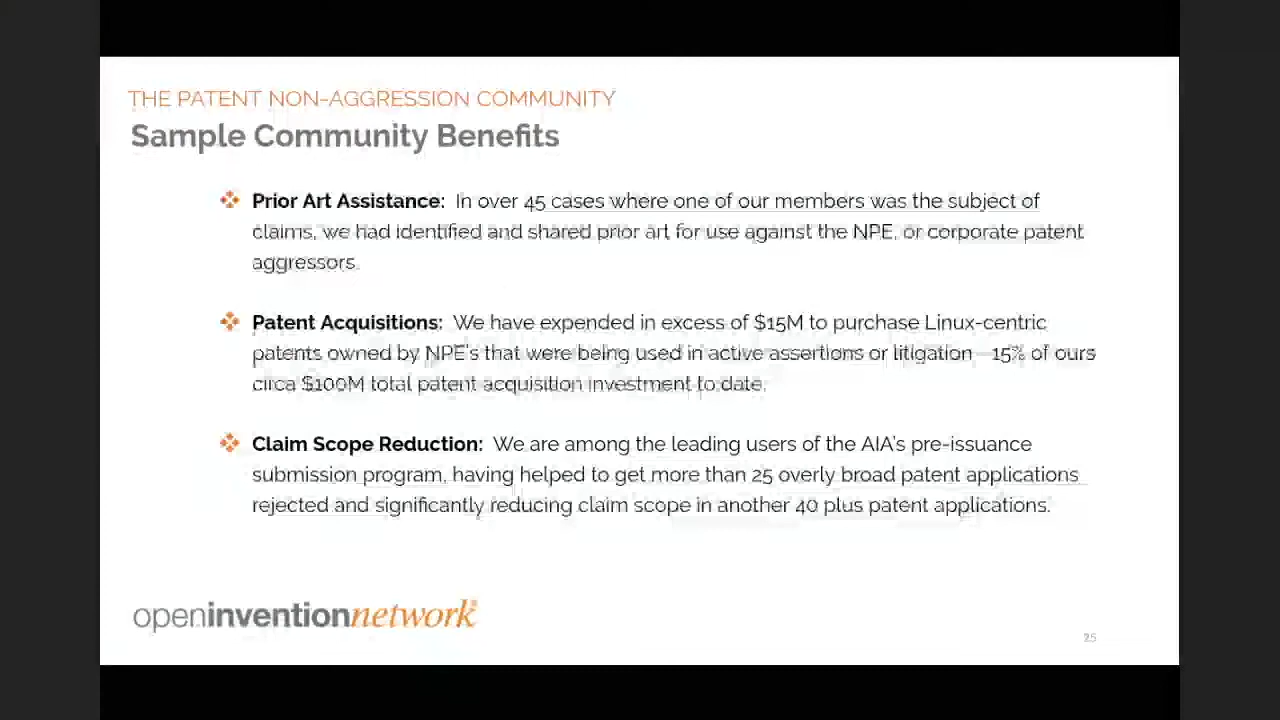 THE PATENT NON-AGGRESSION COMMUNITY
Sample Community Benefits
Prior Art Assistance: In over 45 cases where one of our members was the subject of
claims, we had identified and shared prior art for use against the NPE, or corporate patent
aggressors.
Patent Acquisitions: We have expended in excess of $15M to purchase Linux-centric
patents owned by NPE's that were being used in active assertions or litigation – 15% of ours
circa $100M total patent acquisition investment to date.
Claim Scope Reduction: We are among the leading users of the AIA's pre-issuance
submission program, having helped to get more than 25 overly broad patent applications
rejected and significantly reducing claim scope in another 40 plus patent applications.
openinventionnetwork
25